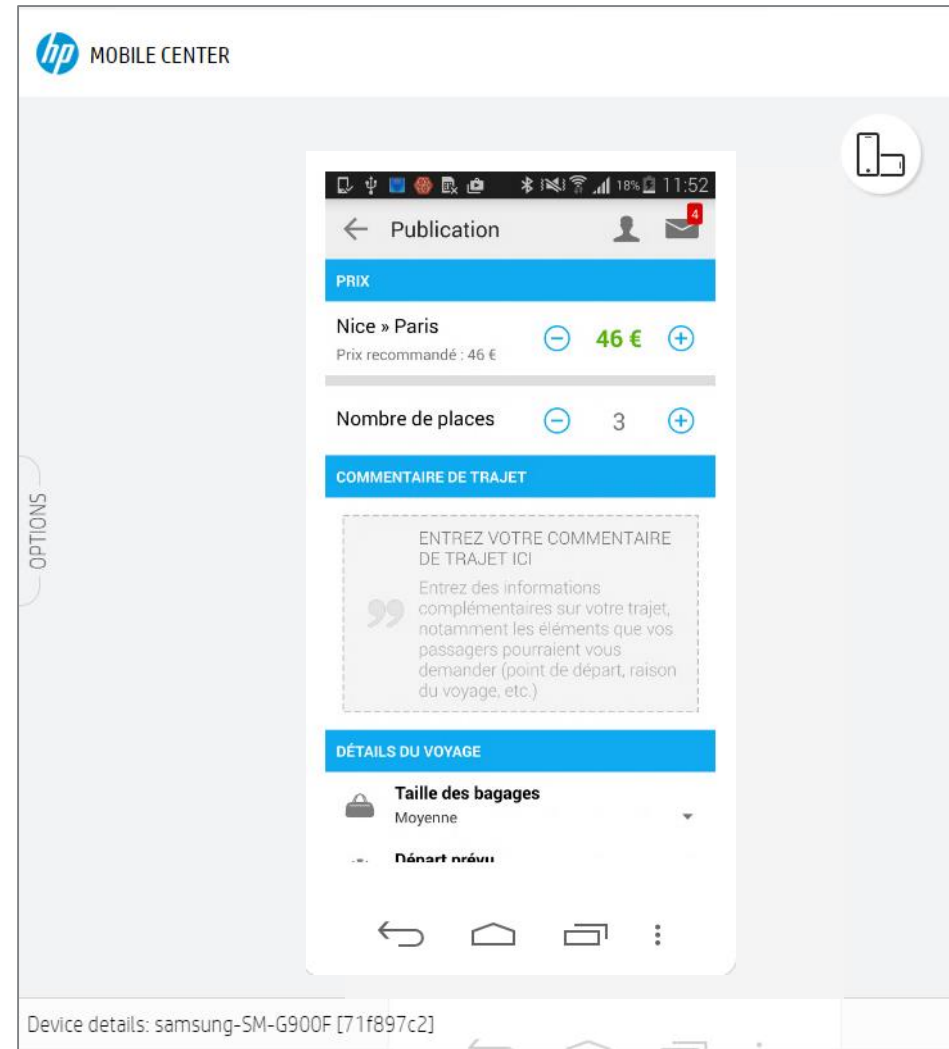 hp MOBILE CENTER
18% 11:52
Publication
4
PRIX
Nice » Paris
46 €
Prix recommandé : 46 €
Nombre de places
3
COMMENTAIRE DE TRAJET
ENTREZ VOTRE COMMENTAIRE
DE TRAJET ICI
Entrez des informations
complémentaires sur votre trajet,
notamment les éléments que vos
passagers pourraient vous
demander (point de départ, raison
du voyage, etc.)
DÉTAILS DU VOYAGE
Taille des bagages
Moyenne
Départ prévu
OPTIONS
Device details: samsung-SM-G900F [71f897c2]